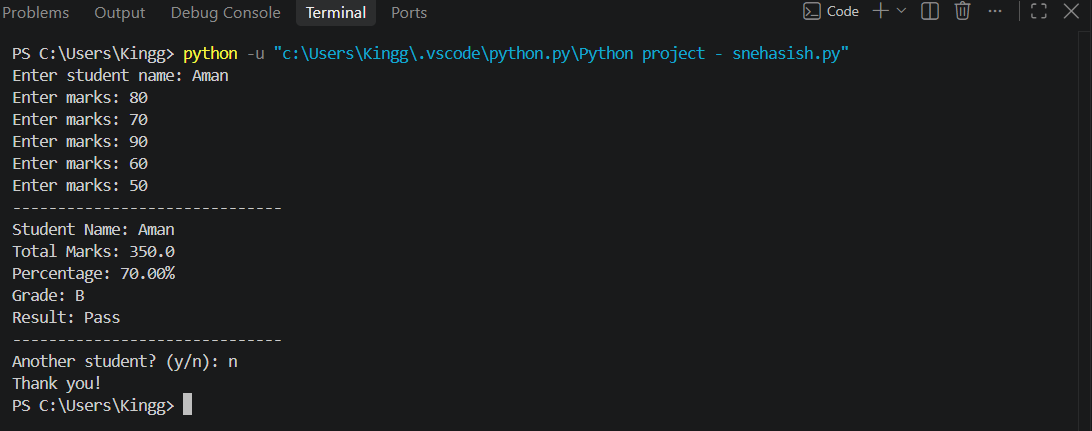 Problems Output Debug Console Terminal Ports Code
PS C:\Users\Kingg> python -u "c:\Users\Kingg\.vscode\python.py\Python project - snehasish.py"
Enter student name: Aman
Enter marks: 80
Enter marks: 70
Enter marks: 90
Enter marks: 60
Enter marks: 50
------------------------------
Student Name: Aman
Total Marks: 350.0
Percentage: 70.00%
Grade: B
Result: Pass
------------------------------
Another student? (y/n): n
Thank you!
PS C:\Users\Kingg>